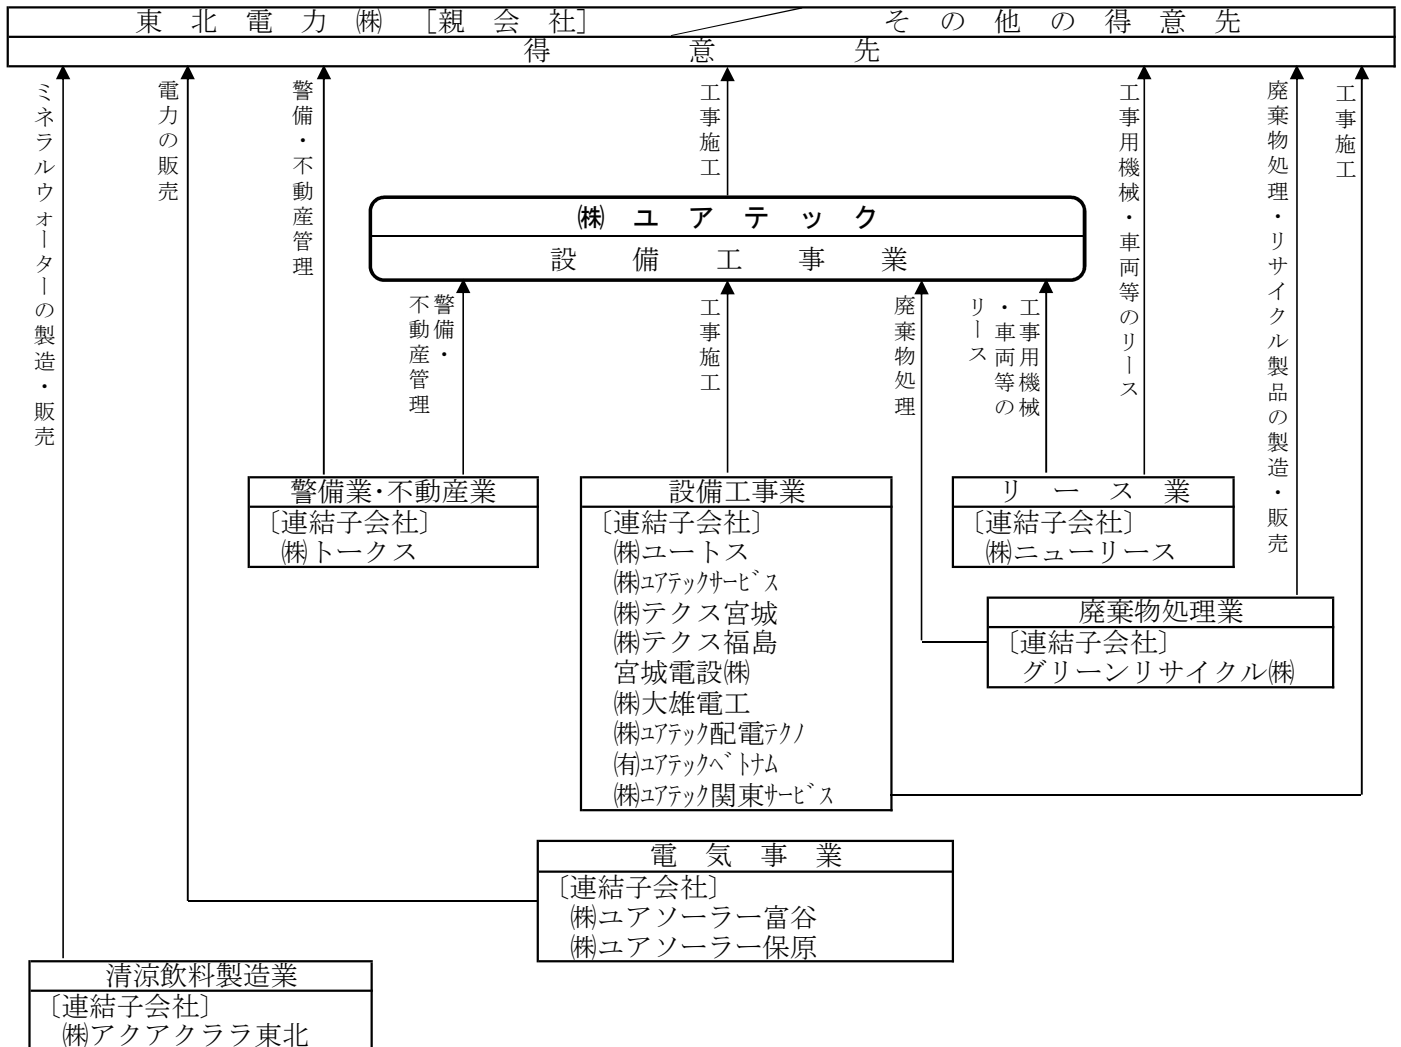 東北電力㈱ [親会社] その他の得意先
得意先
ミネラルウォーターの製造・販売
電力の販売
警備・不動産管理
工事施工
工事用機械・車両等のリース
廃棄物処理・リサイクル製品の製造・販売
工事施工
㈱ユアテック
設備工事業
警備・
不動産管理
工事施工
廃棄物処理
工事用機械
・車両等の
リース
警備業・不動産業
〔連結子会社〕
㈱トークス
設備工事業
〔連結子会社〕
㈱ユートス
㈱ユアテックサービス
㈱テクス宮城
㈱テクス福島
宮城電設㈱
㈱大雄電工
㈱ユアテック配電テクノ
㈲ユアテックベトナム
㈱ユアテック関東サービス
リース業
〔連結子会社〕
㈱ニューリース
廃棄物処理業
〔連結子会社〕
グリーンリサイクル㈱
電気事業
〔連結子会社〕
㈱ユアソーラー富谷
㈱ユアソーラー保原
清涼飲料製造業
〔連結子会社〕
㈱アクアクララ東北